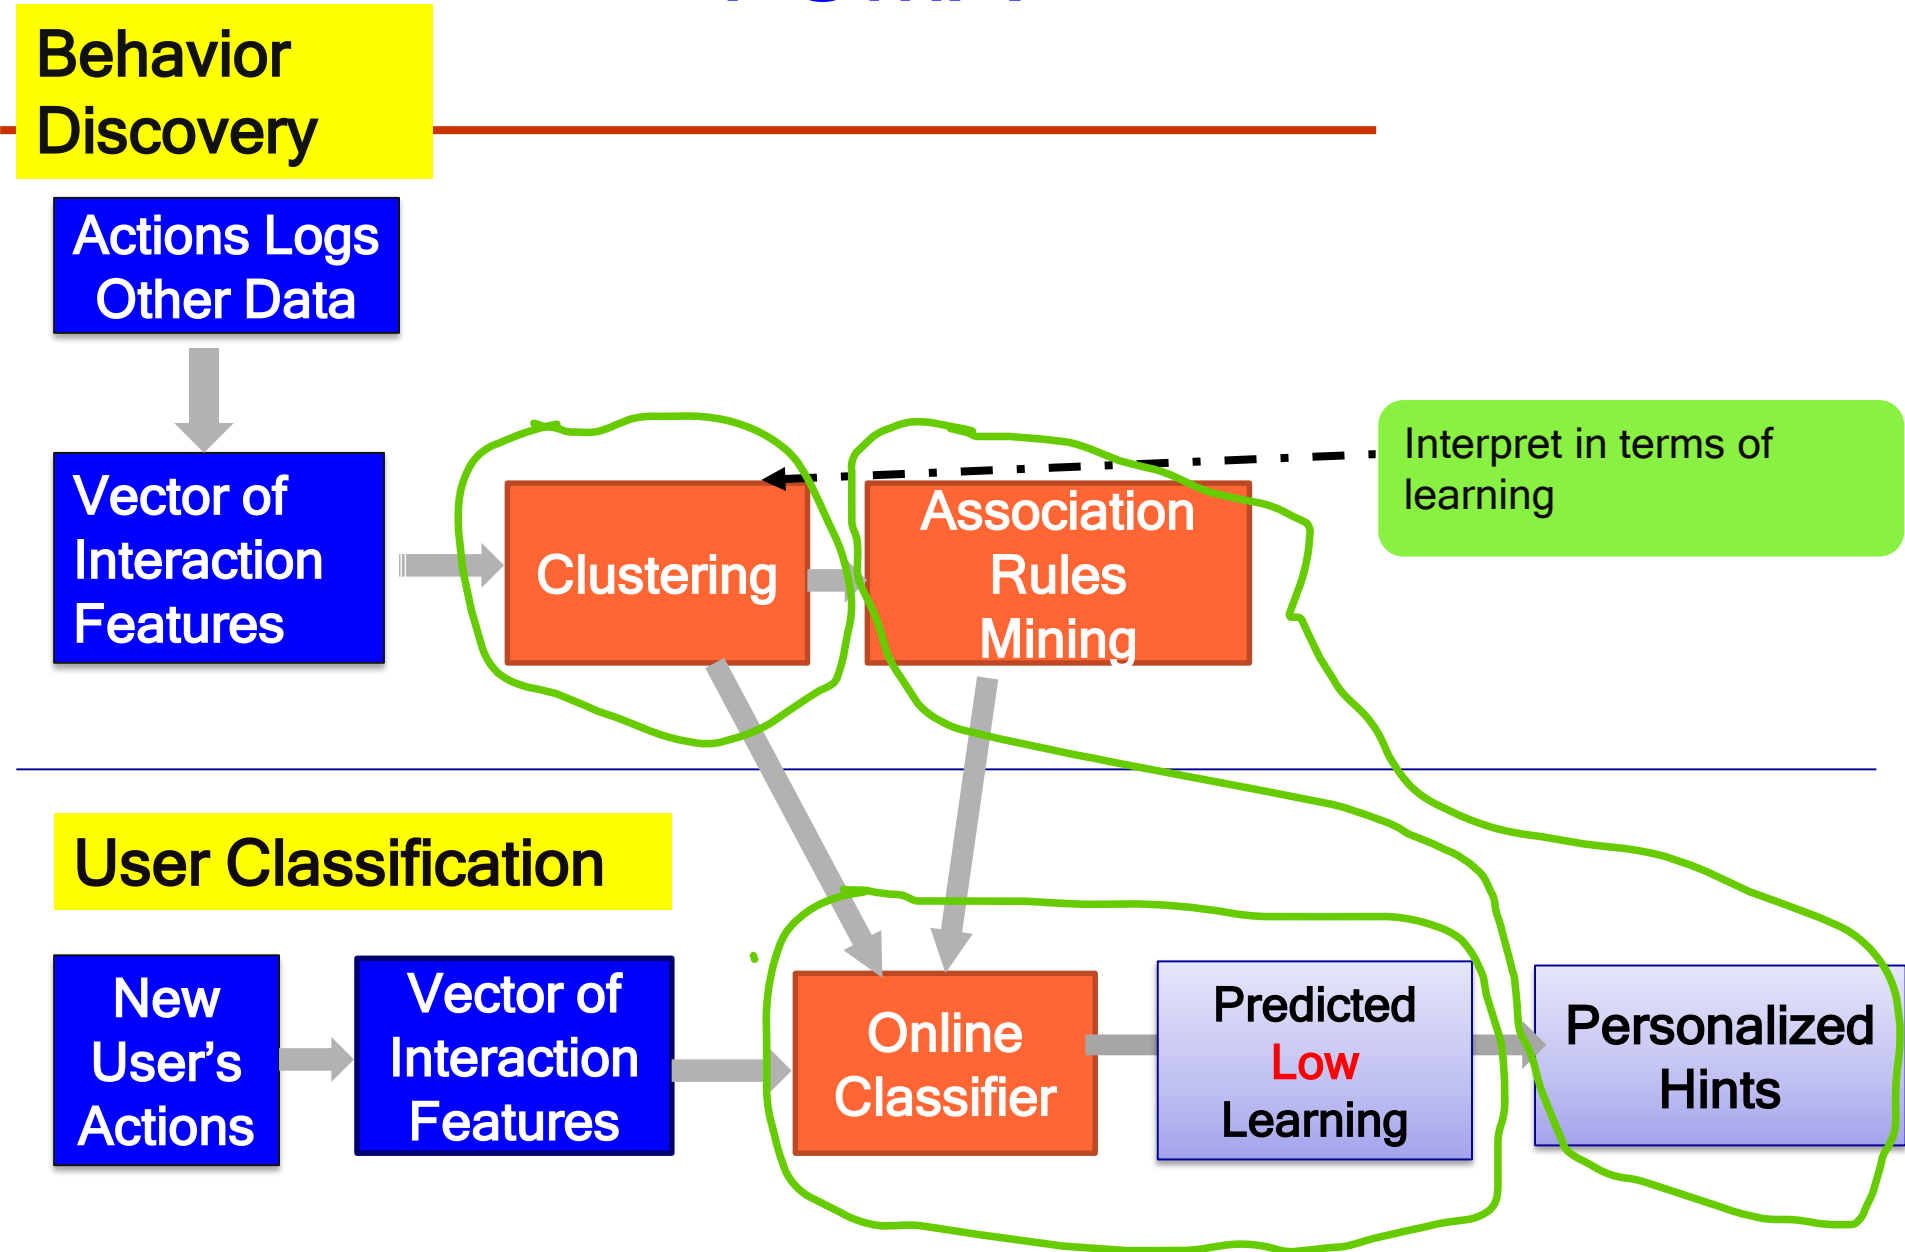 Behavior
Discovery
Actions Logs
Other Data
Vector of
Interaction
Features
Clustering
Association
Rules
Mining
Interpret in terms of
learning
User Classification
New
User’s
Actions
Vector of
Interaction
Features
Online
Classifier
Predicted
Low
Learning
Personalized
Hints